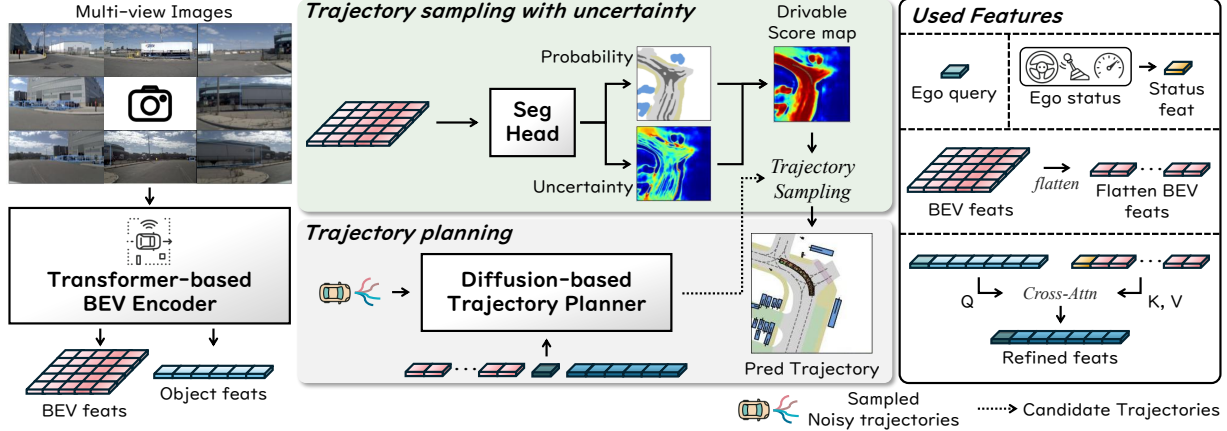 Multi-view Images
Transformer-based
BEV Encoder
BEV feats
Object feats
Trajectory sampling with uncertainty
Seg
Head
Probability
Uncertainty
Drivable
Score map
Trajectory
Sampling
Trajectory planning
Diffusion-based
Trajectory Planner
Pred Trajectory
Used Features
Ego query
Ego status
Status
feat
BEV feats
flatten
Flatten BEV
feats
Q
Cross-Attn
K, V
Refined feats
Sampled
Noisy trajectories
Candidate Trajectories